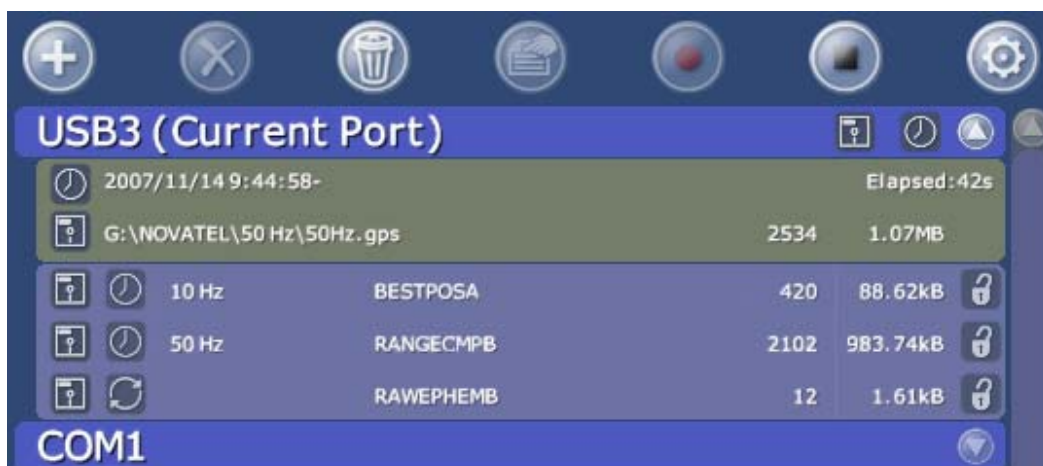 USB3 (Current Port)
2007/11/14 9:44:58- Elapsed:42s
G:\NOVATEL\50 Hz\50Hz.gps 2534 1.07MB
10 Hz BESTPOSA 420 88.62kB
50 Hz RANGECMPB 2102 983.74kB
RAWEPHEMB 12 1.61kB
COM1